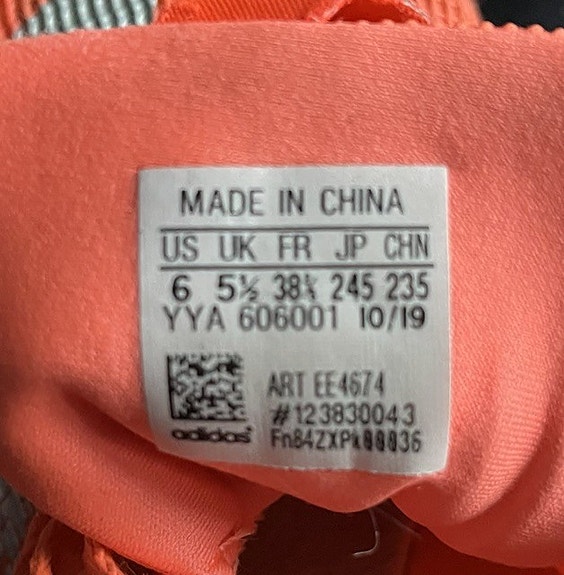 MADE IN CHINA
US UK FR JP CHN
6 5½ 38⅔ 245 235
YYA 606001 10/19
ART EE4674
#123830043
adidas